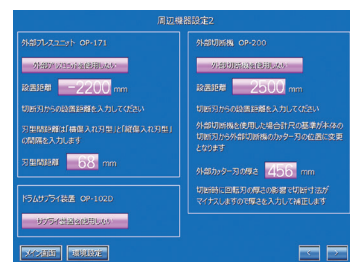 周辺機器設定2
外部プレスユニット OP-171
外部プレスユニットを使用しない
設置距離 -2200 mm
切断刃からの設置距離を入力してください
刃型間距離は「横傷入れ刃型」と「縦傷入れ刃型」
の間隔を入力します
刃型間距離 68 mm
ドラムサプライ装置 OP-102D
サプライ装置を使用しない
外部切断機 OP-200
外部切断機を使用しない
設置距離 2500 mm
切断刃からの設置距離を入力してください
外部切断機を使用した場合計尺の基準が本体の
切断刃から外部切断機のカッター刃の位置に変更
となります
外部カッター刃の厚さ 456 mm
切断時に回転刃の厚さの影響で切断寸法が
マイナスしますので厚さを入力して補正します
メイン画面
環境設定
<
>